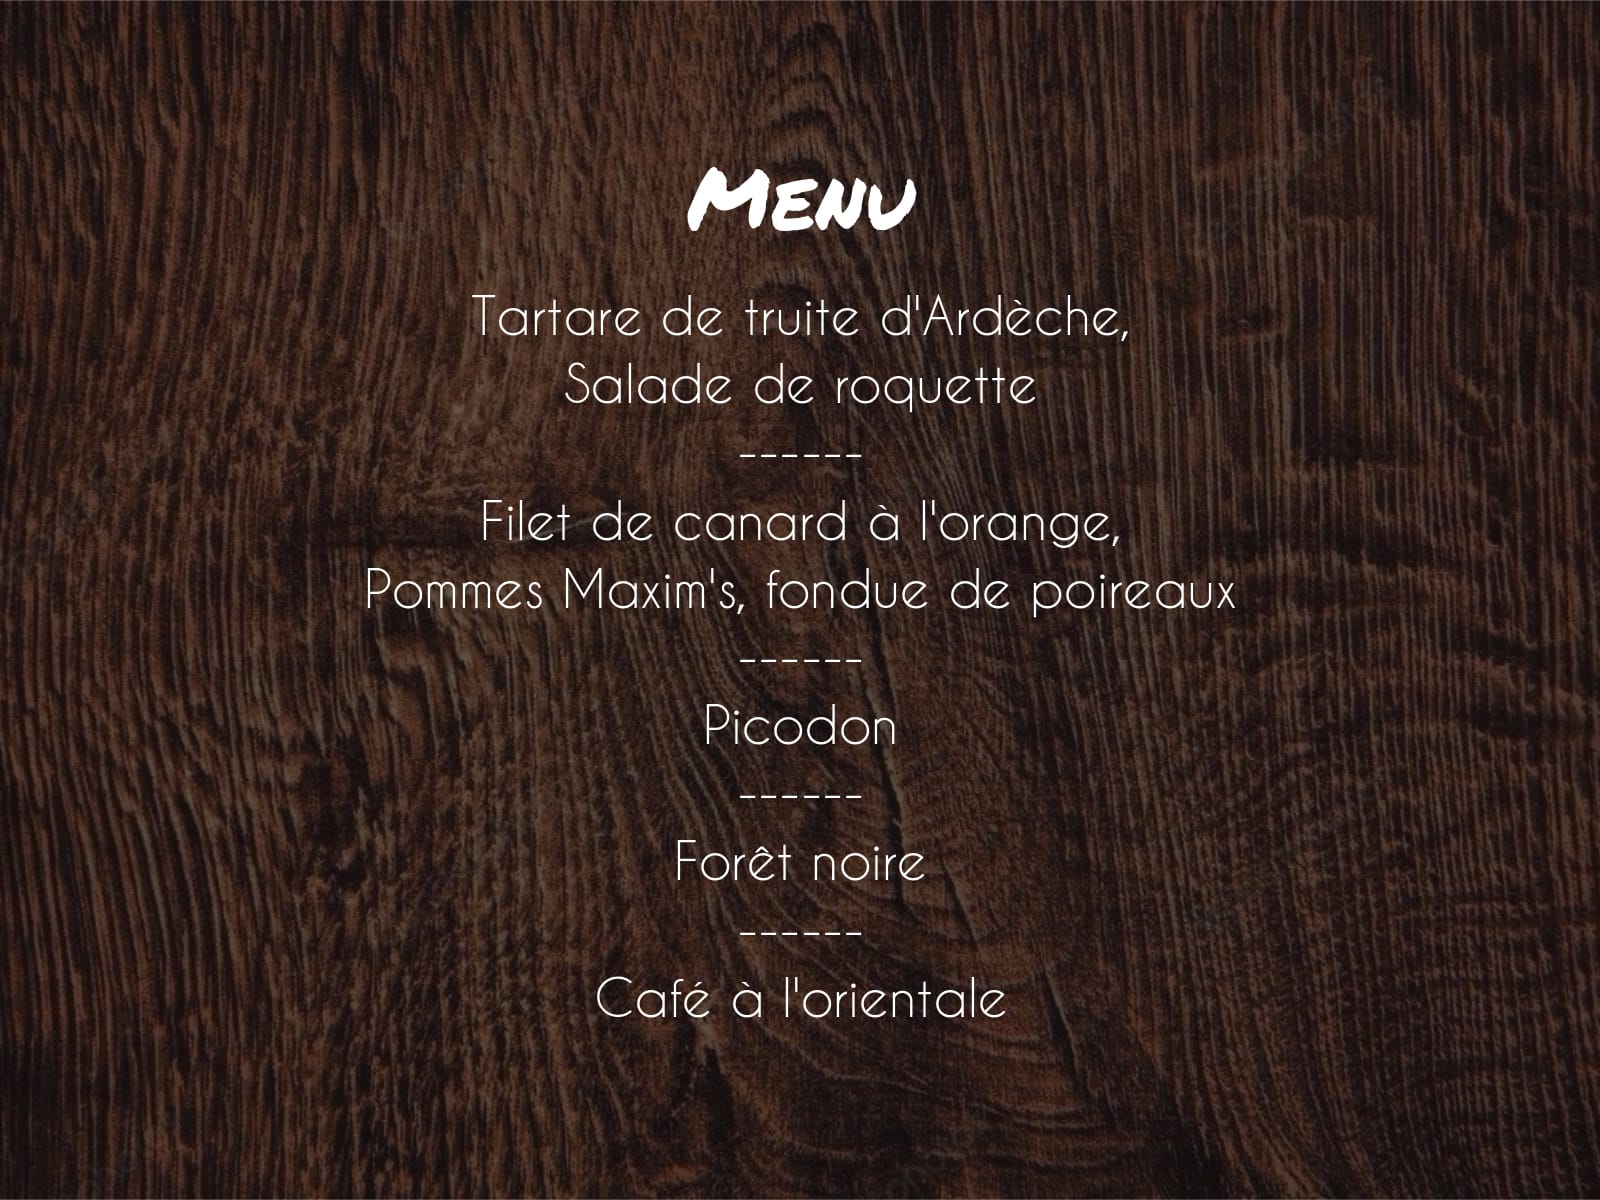 Menu
Tartare de truite d'Ardèche,
Salade de roquette
------
Filet de canard à l'orange,
Pommes Maxim's, fondue de poireaux
------
Picodon
------
Forêt noire
------
Café à l'orientale